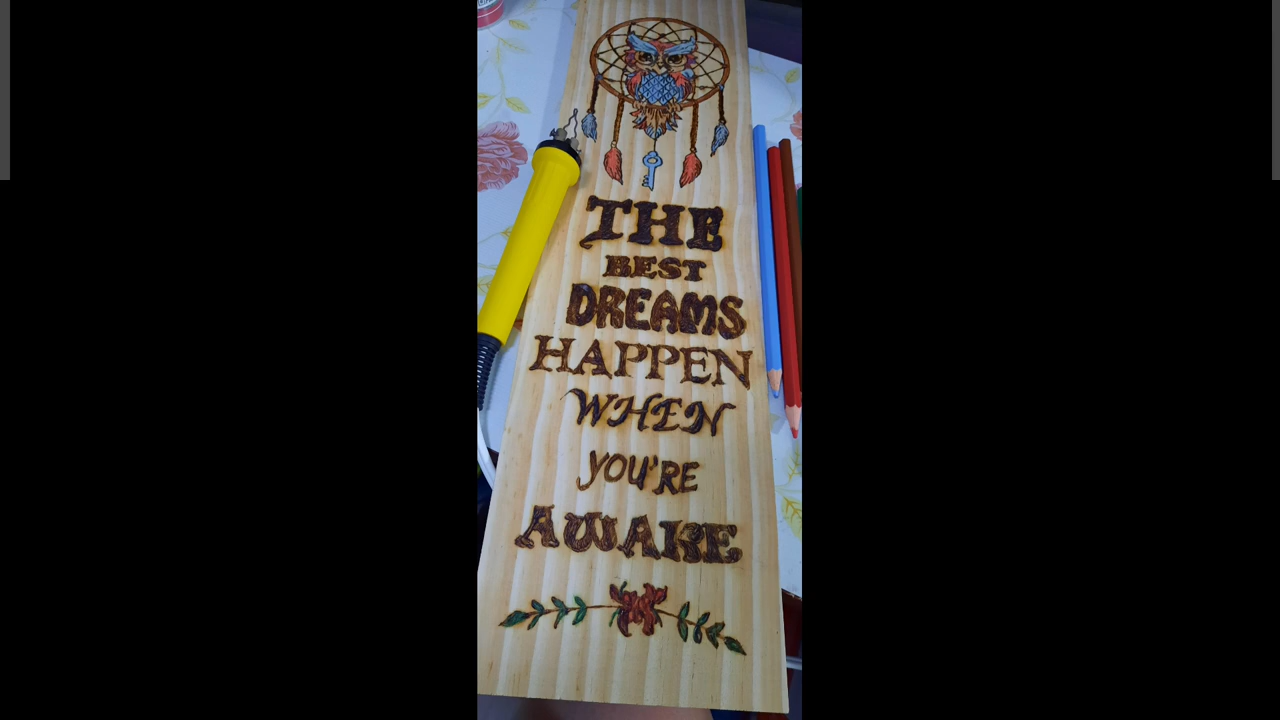 THE
BEST
DREAMS
HAPPEN
WHEN
YOU'RE
AWAKE